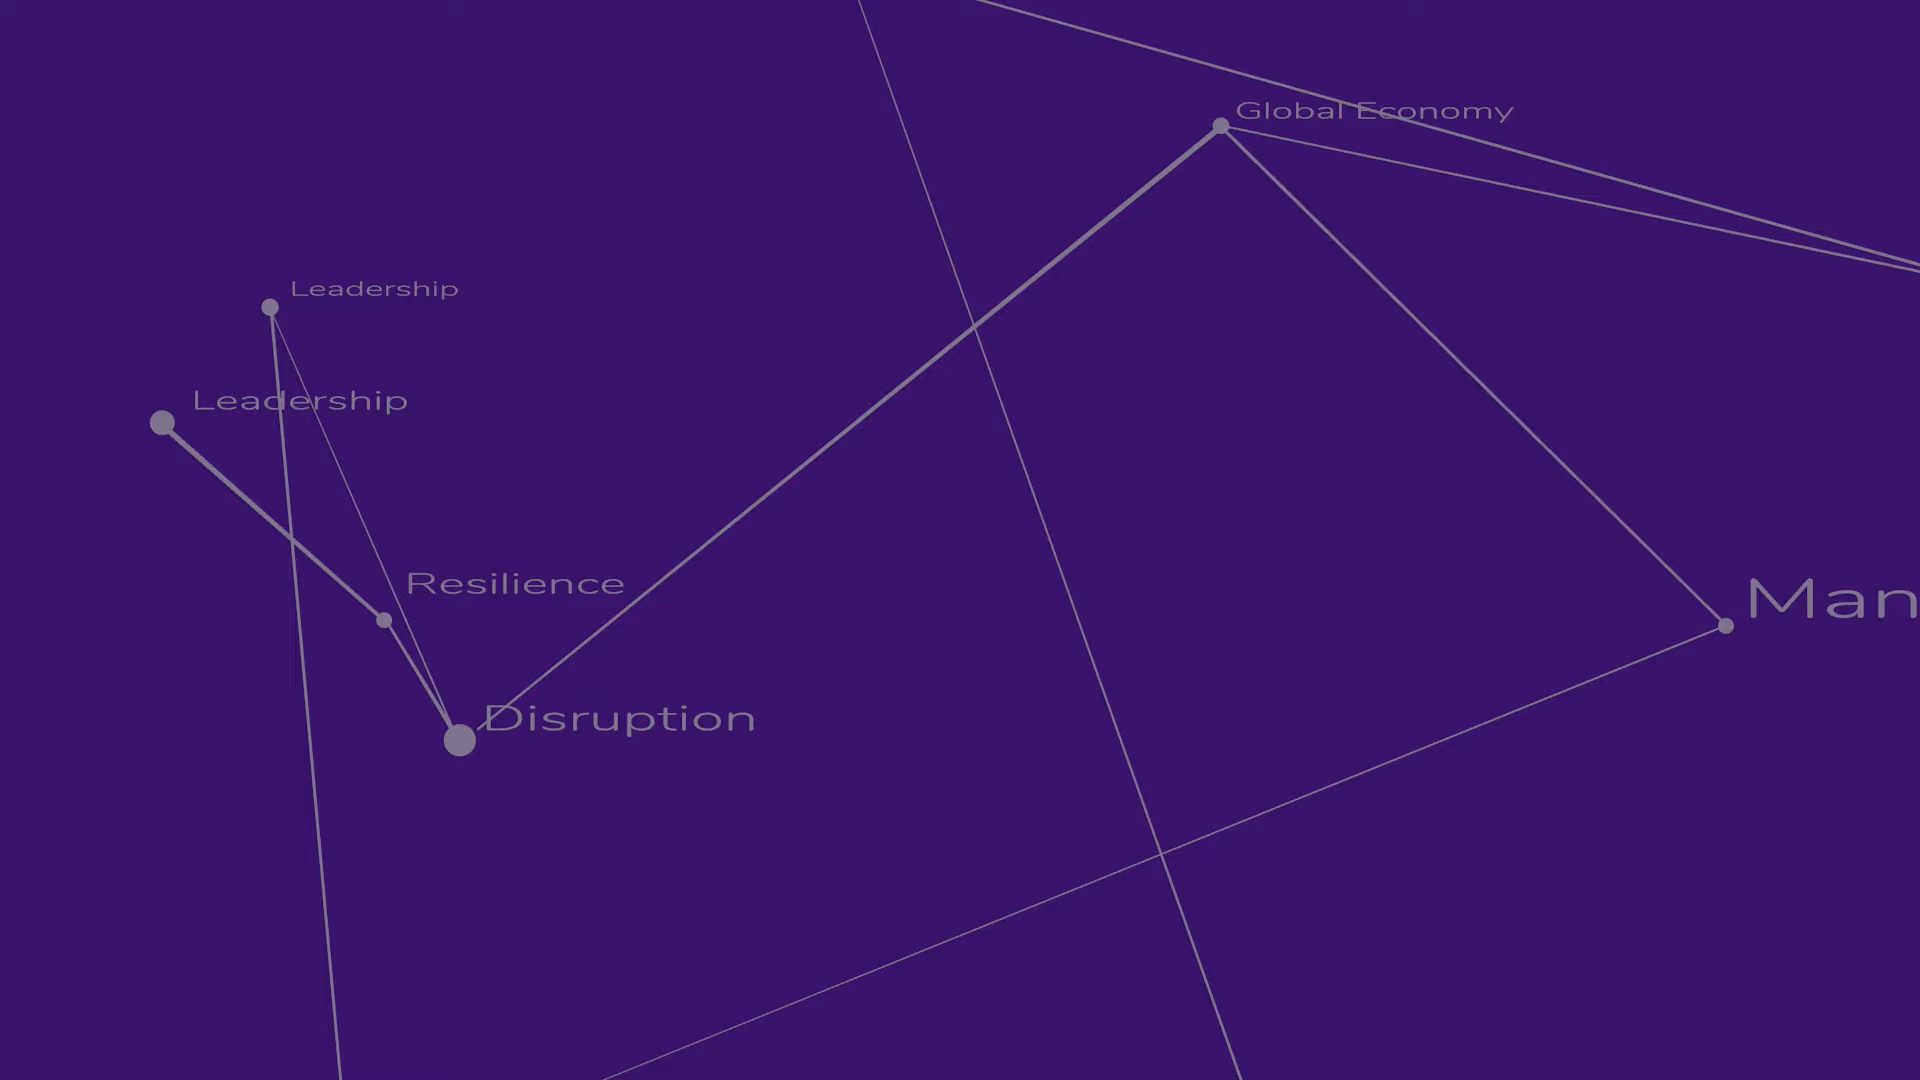 Global Economy
Leadership
Leadership
Resilience
Man
Disruption